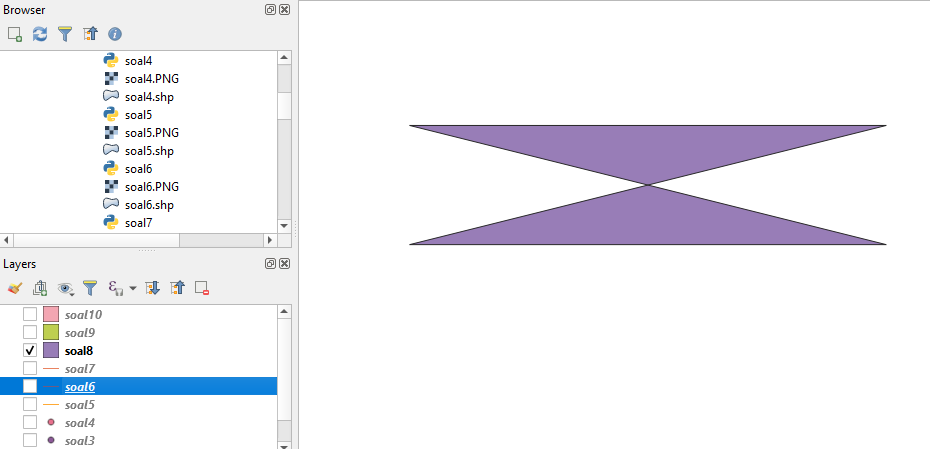 Browser
soal4
soal4.PNG
soal4.shp
soal5
soal5.PNG
soal5.shp
soal6
soal6.PNG
soal6.shp
soal7
Layers
soal10
soal9
soal8
soal7
soal6
soal5
soal4
soal3